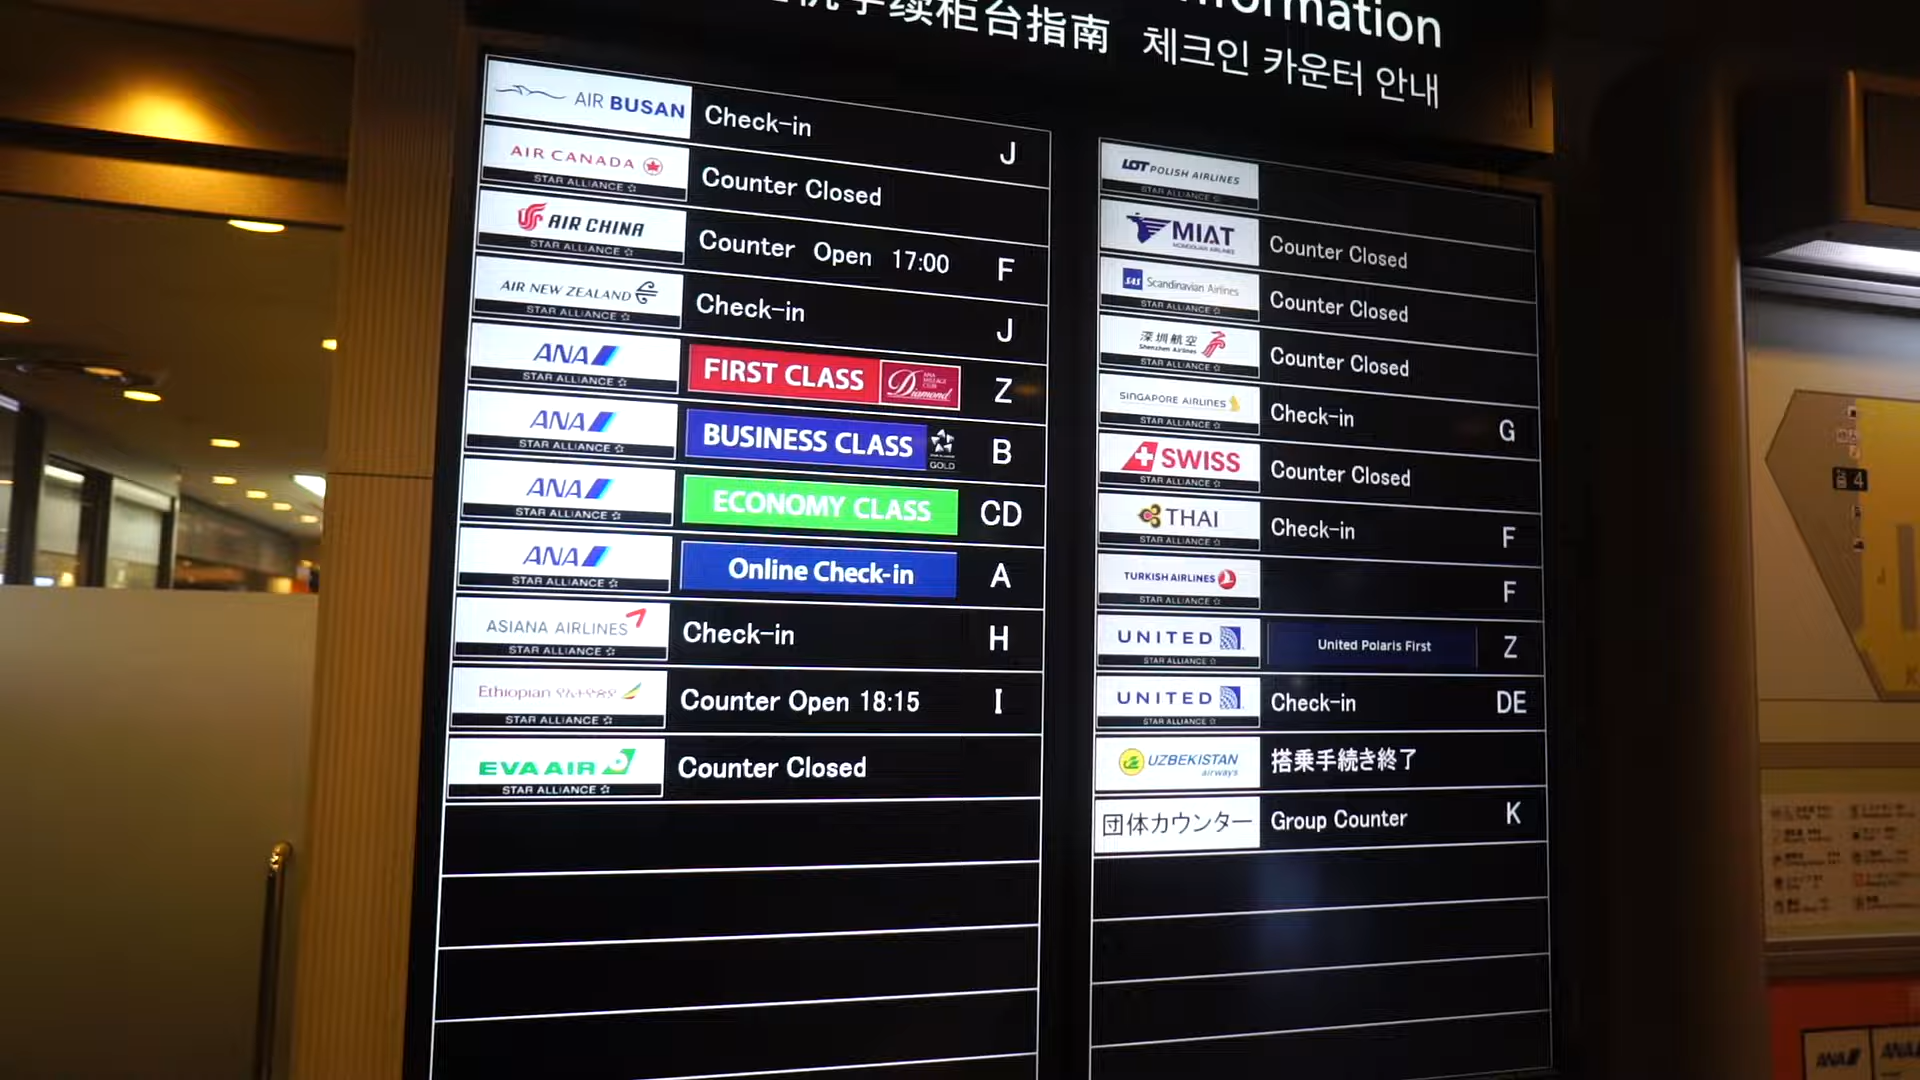 ormation
手续柜台指南 체크인 카운터 안내
AIR BUSAN Check-in J
AIR CANADA Counter Closed
STAR ALLIANCE
AIR CHINA Counter Open 17:00 F
STAR ALLIANCE
AIR NEW ZEALAND Check-in J
STAR ALLIANCE
ANA FIRST CLASS Diamond Z
STAR ALLIANCE
ANA BUSINESS CLASS GOLD B
STAR ALLIANCE
ANA ECONOMY CLASS CD
STAR ALLIANCE
ANA Online Check-in A
STAR ALLIANCE
ASIANA AIRLINES Check-in H
STAR ALLIANCE
Ethiopian Counter Open 18:15 I
STAR ALLIANCE
EVA AIR Counter Closed
STAR ALLIANCE
LOT POLISH AIRLINES
STAR ALLIANCE
MIAT Counter Closed
MONGOLIAN AIRLINES
SAS Scandinavian Airlines Counter Closed
STAR ALLIANCE
深圳航空 Counter Closed
Shenzhen Airlines
STAR ALLIANCE
SINGAPORE AIRLINES Check-in G
STAR ALLIANCE
SWISS Counter Closed
STAR ALLIANCE
THAI Check-in F
STAR ALLIANCE
TURKISH AIRLINES F
STAR ALLIANCE
UNITED United Polaris First Z
STAR ALLIANCE
UNITED Check-in DE
STAR ALLIANCE
UZBEKISTAN airways 搭乗手続き終了
団体カウンター Group Counter K
4
ANA
ANA